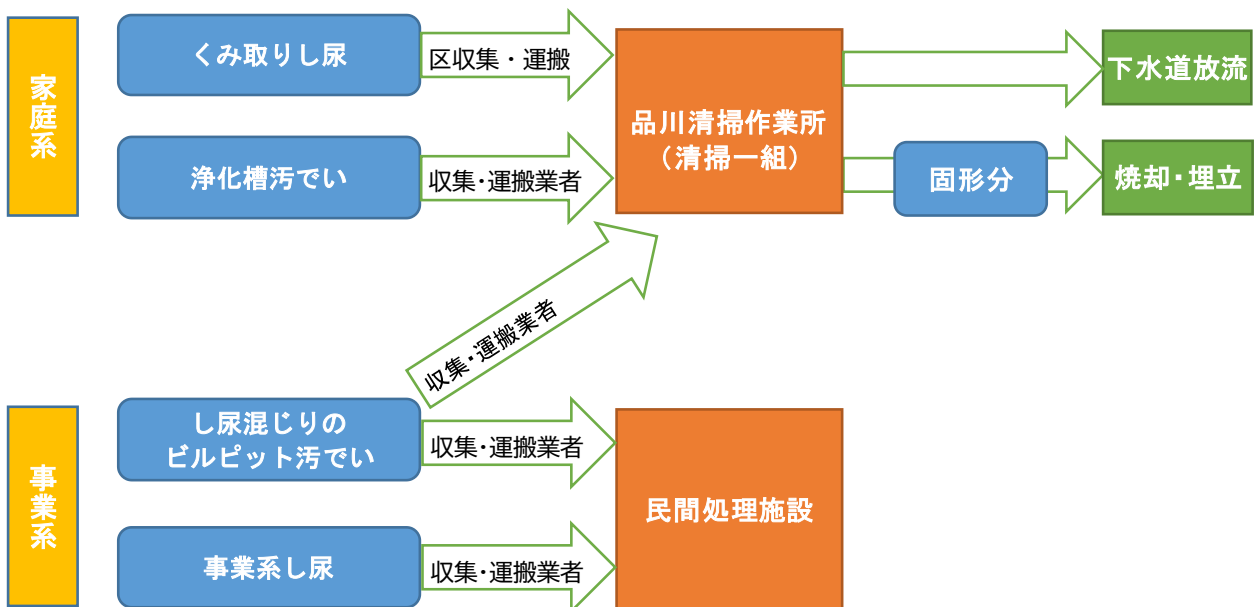 家庭系
くみ取りし尿
区収集・運搬
浄化槽汚でい
収集・運搬業者
品川清掃作業所
（清掃一組）
下水道放流
固形分
焼却・埋立
収集・運搬業者
事業系
し尿混じりの
ビルピット汚でい
収集・運搬業者
事業系し尿
収集・運搬業者
民間処理施設